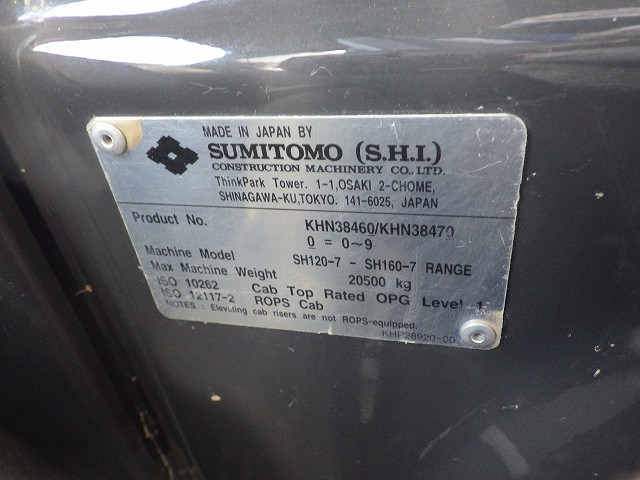 MADE IN JAPAN BY
SUMITOMO (S.H.I.)
CONSTRUCTION MACHINERY CO., LTD.
ThinkPark Tower. 1-1,OSAKI 2-CHOME,
SHINAGAWA-KU,TOKYO. 141-6025, JAPAN
Product No. KHN38460/KHN38470
0 = 0~9
Machine Model SH120-7 - SH160-7 RANGE
Max Machine Weight 20500 kg
ISO 10262 Cab Top Rated OPG Level 1
ISO 12117-2 ROPS Cab
NOTES : Elevating cab risers are not ROPS-equipped.
KHP28920-00